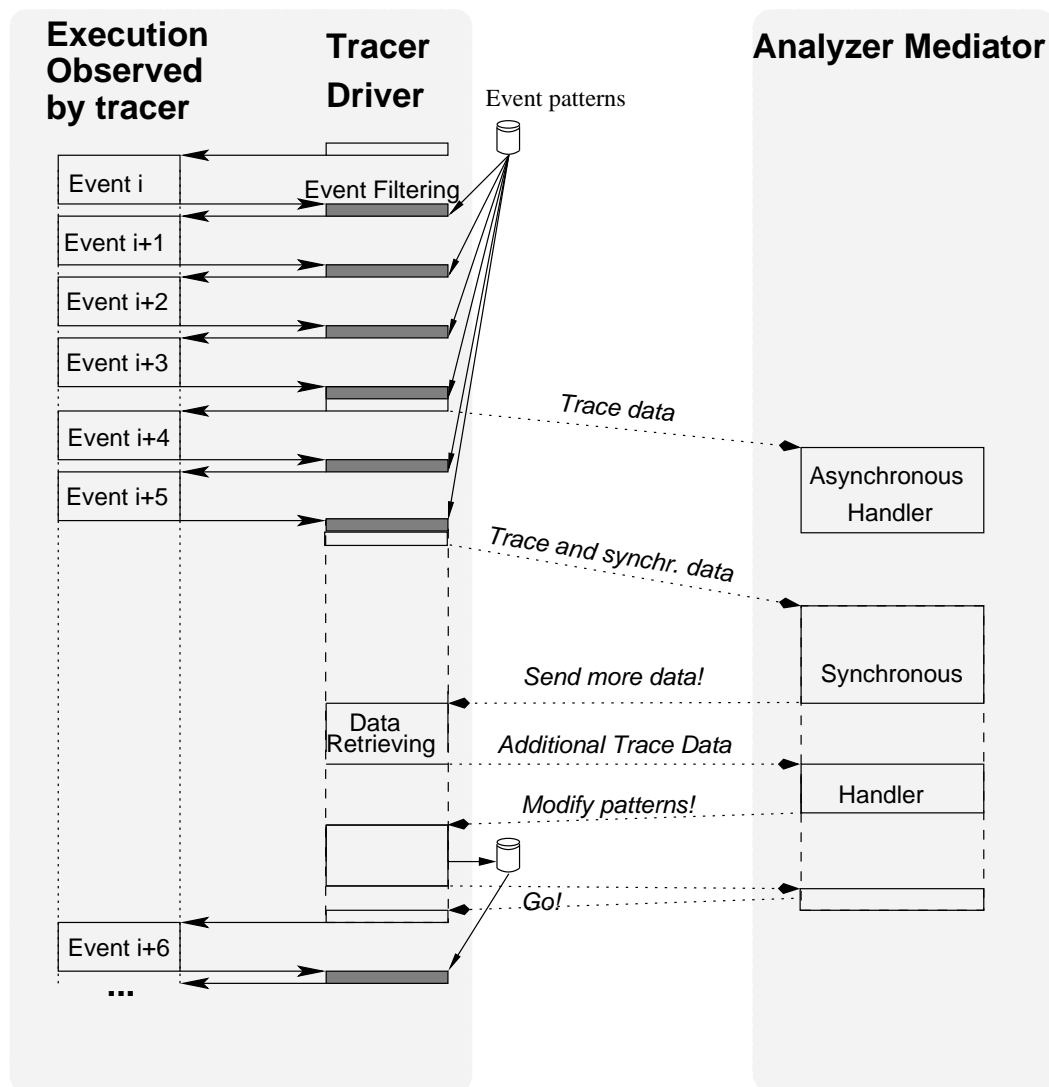 Execution
Observed
by tracer
Tracer
Driver
Analyzer Mediator
Event patterns
Event i
Event Filtering
Event i+1
Event i+2
Event i+3
Trace data
Event i+4
Asynchronous
Handler
Event i+5
Trace and synchr. data
Synchronous
Send more data!
Data
Retrieving
Additional Trace Data
Handler
Modify patterns!
Go!
Event i+6
...